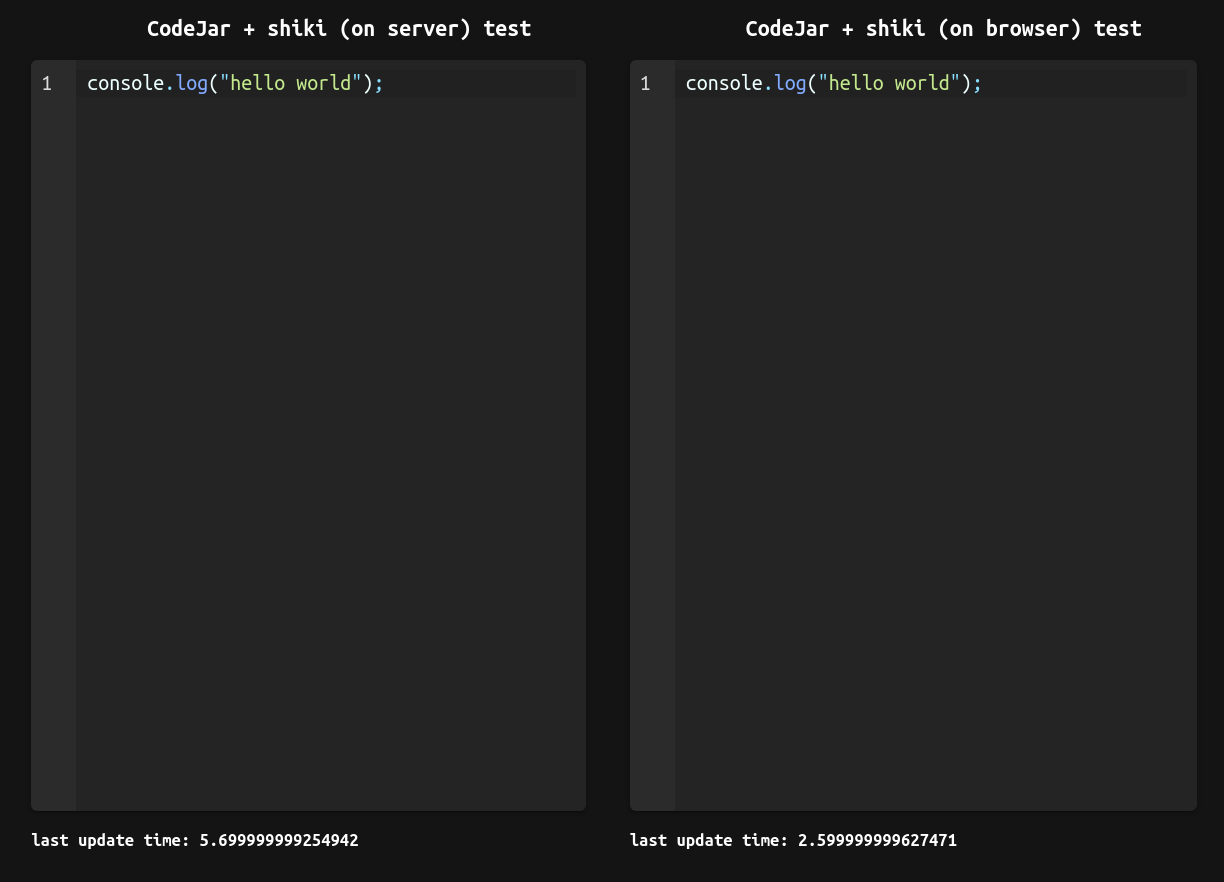 CodeJar + shiki (on server) test
1 console.log("hello world");
last update time: 5.699999999254942
CodeJar + shiki (on browser) test
1 console.log("hello world");
last update time: 2.599999999627471